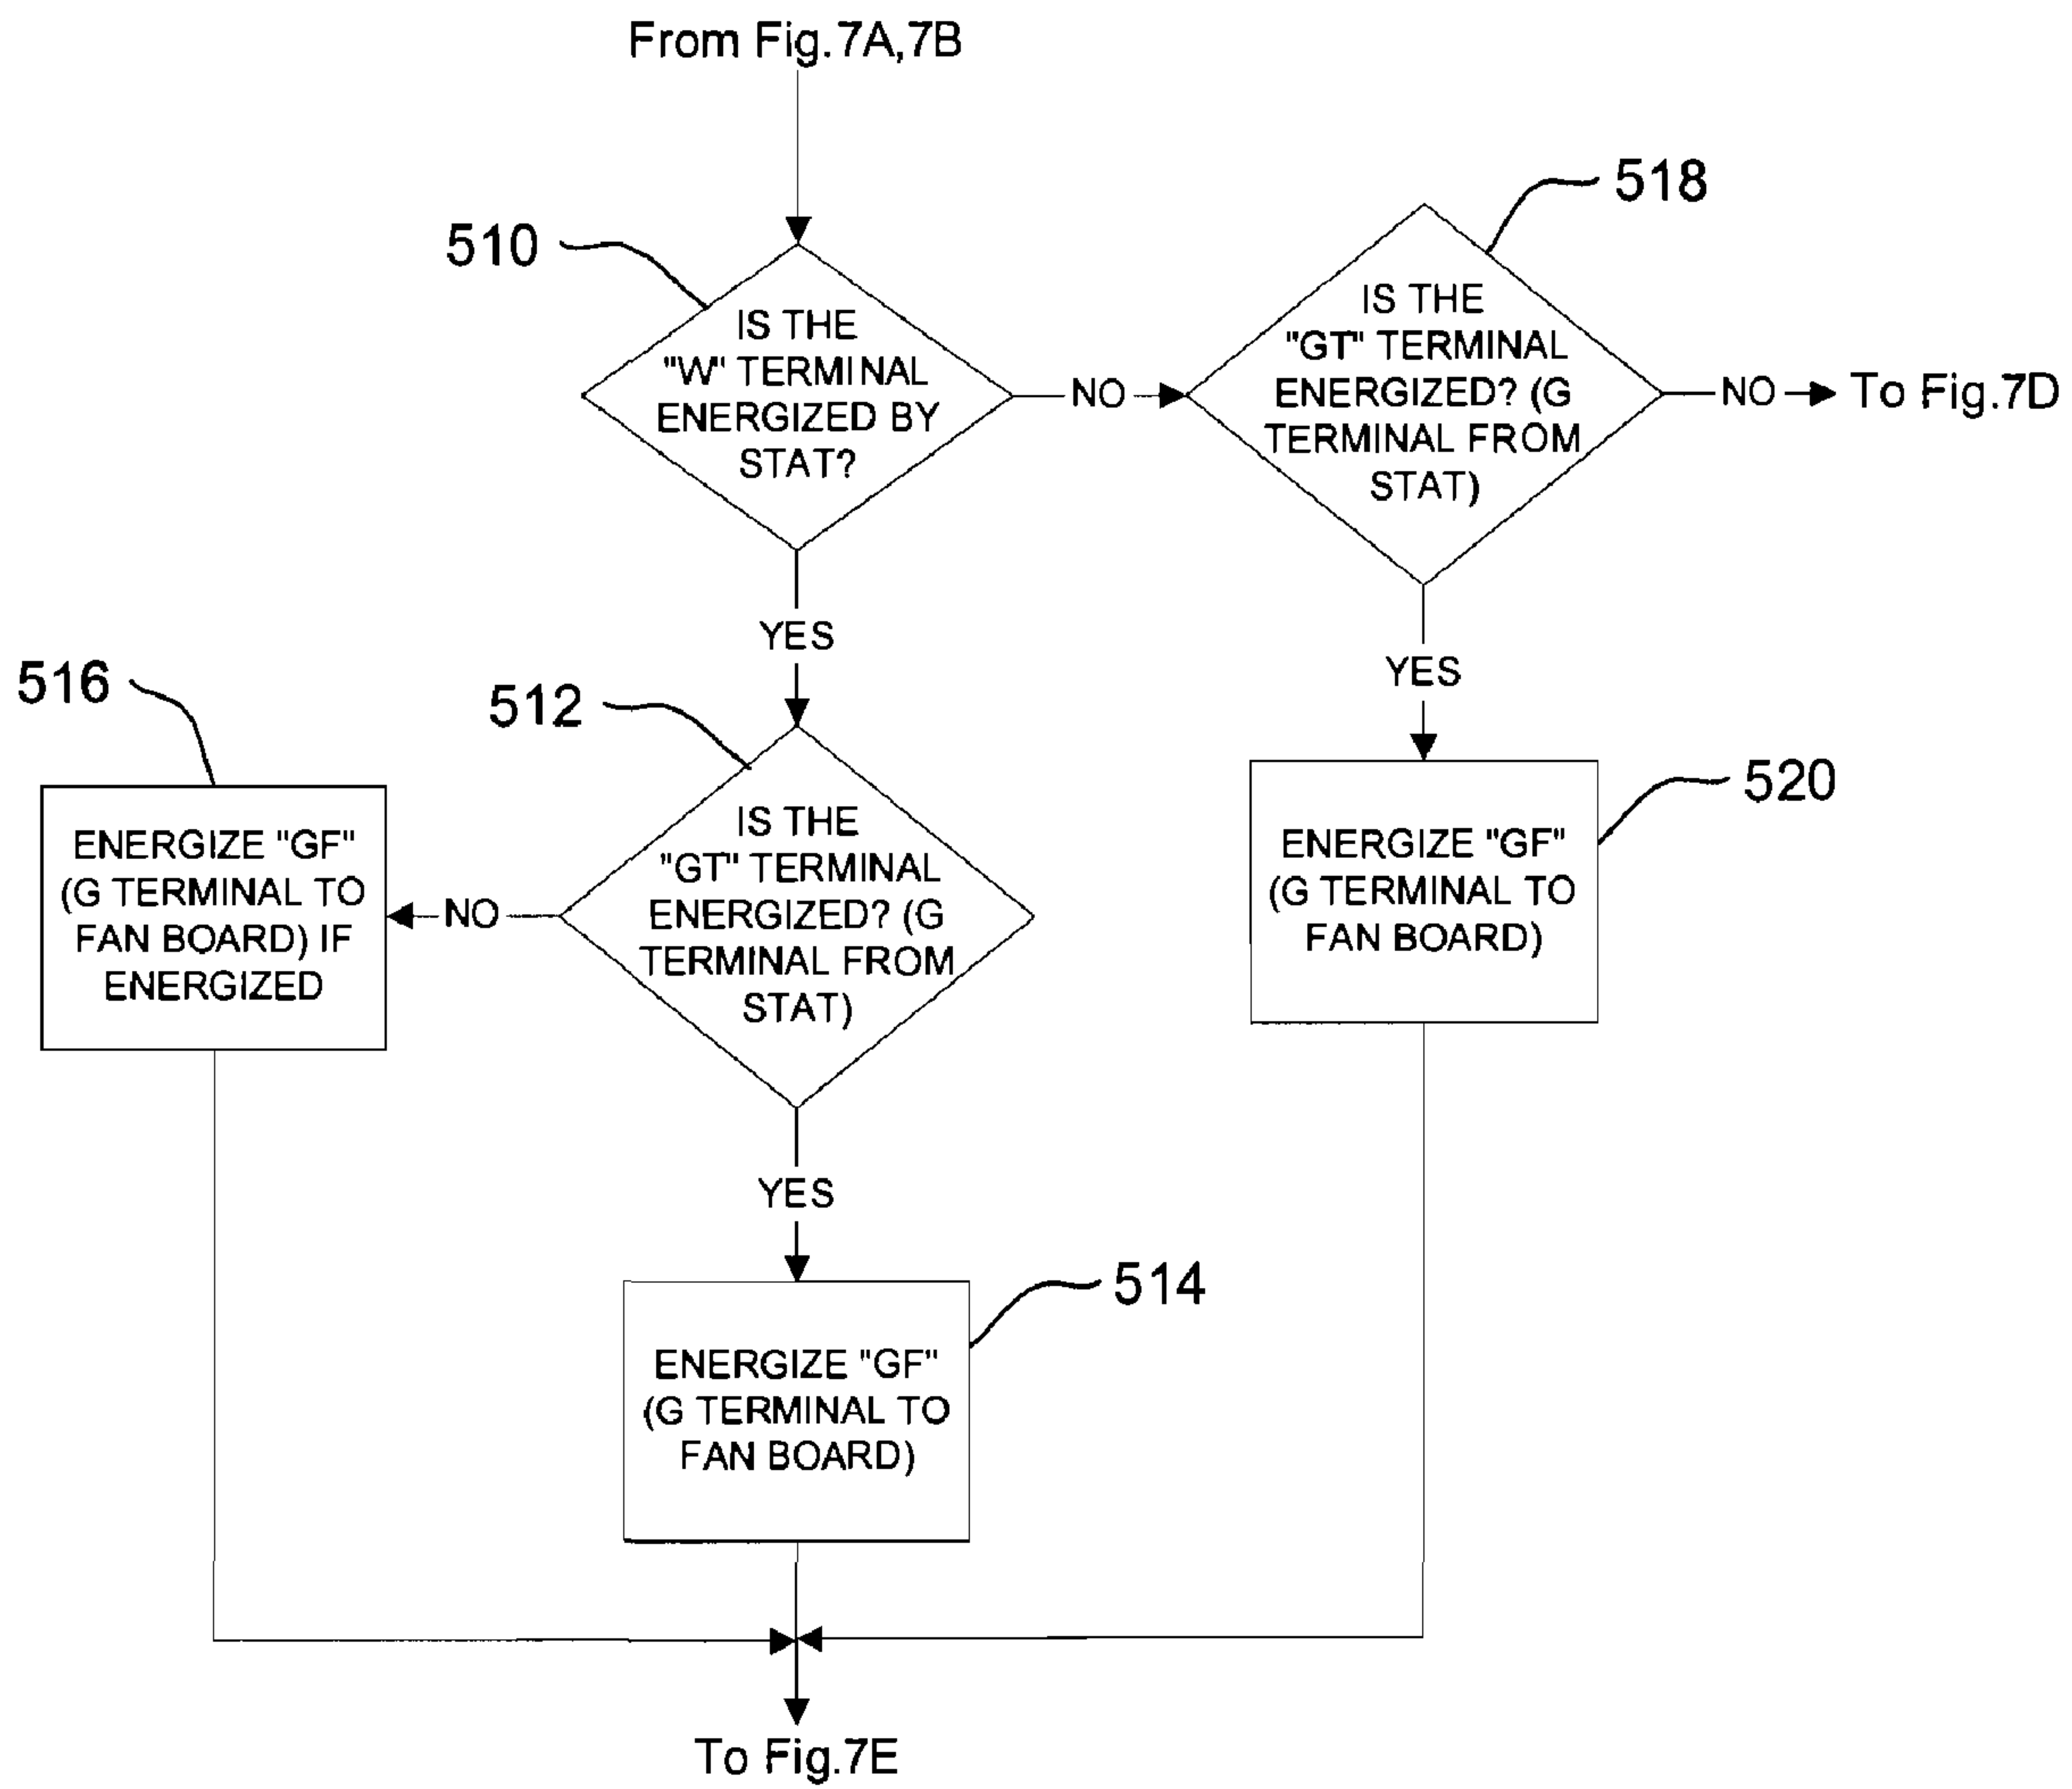 From Fig.7A,7B
510
IS THE
"W" TERMINAL
ENERGIZED BY
STAT?
NO
518
IS THE
"GT" TERMINAL
ENERGIZED? (G
TERMINAL FROM
STAT)
NO
To Fig.7D
YES
YES
516
ENERGIZE "GF"
(G TERMINAL TO
FAN BOARD) IF
ENERGIZED
NO
512
IS THE
"GT" TERMINAL
ENERGIZED? (G
TERMINAL FROM
STAT)
520
ENERGIZE "GF"
(G TERMINAL TO
FAN BOARD)
YES
514
ENERGIZE "GF"
(G TERMINAL TO
FAN BOARD)
To Fig.7E